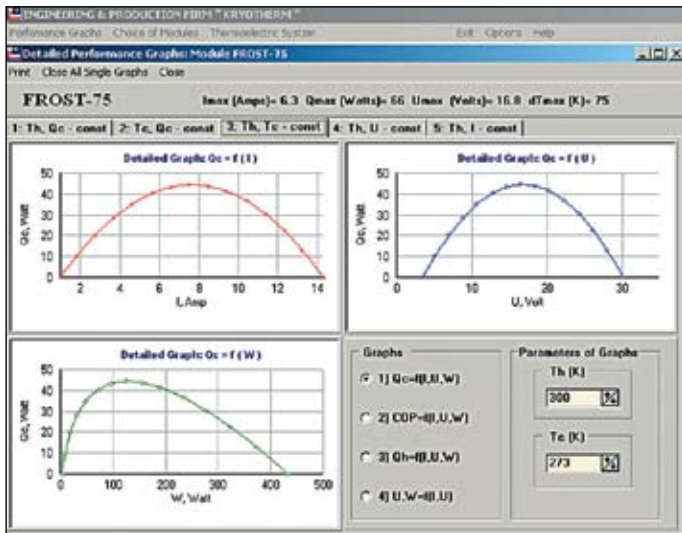 ENGINEERING & PRODUCTION FIRM "KRYOTHERM"
Perfomance Graphs Choice of Modules Thermoelectric System Exit Options Help
Detailed Performance Graphs: Module FROST-75
Print Close All Single Graphs Close
FROST-75 Imax (Amps)= 6.3 Qmax (Watts)= 66 Umax (Volts)= 16.8 dTmax (K)= 75
1: Th, Qc - const 2: Tc, Qc - const 3: Th, Tc - const 4: Th, U - const 5: Th, I - const
Detailed Graph: Qc = f ( I )
Qc, Watt
50
40
30
20
10
0
2 4 6 8 10 12 14
I, Amp
Detailed Graph: Qc = f ( U )
Qc, Watt
50
40
30
20
10
0
0 10 20 30
U, Volt
Detailed Graph: Qc = f ( W )
Qc, Watt
50
40
30
20
10
0
0 100 200 300 400 500
W, Watt
Graphs
1) Qc=f(I,U,W)
2) COP=f(I,U,W)
3) Qh=f(I,U,W)
4) U,W=f(I,U)
Parameters of Graphs
Th (K)
300
Tc (K)
273